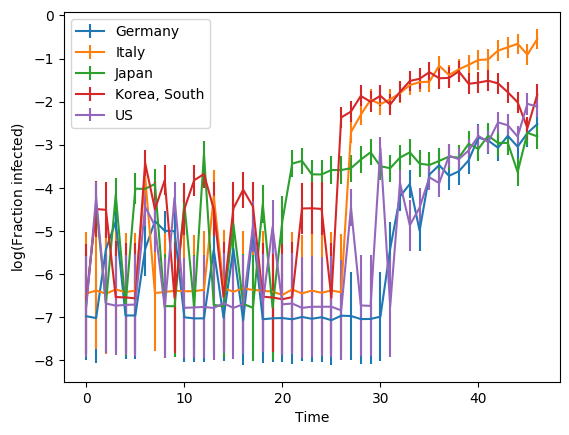 Germany
Italy
Japan
Korea, South
US
log(Fraction infected)
0
−1
−2
−3
−4
−5
−6
−7
−8
0 10 20 30 40
Time